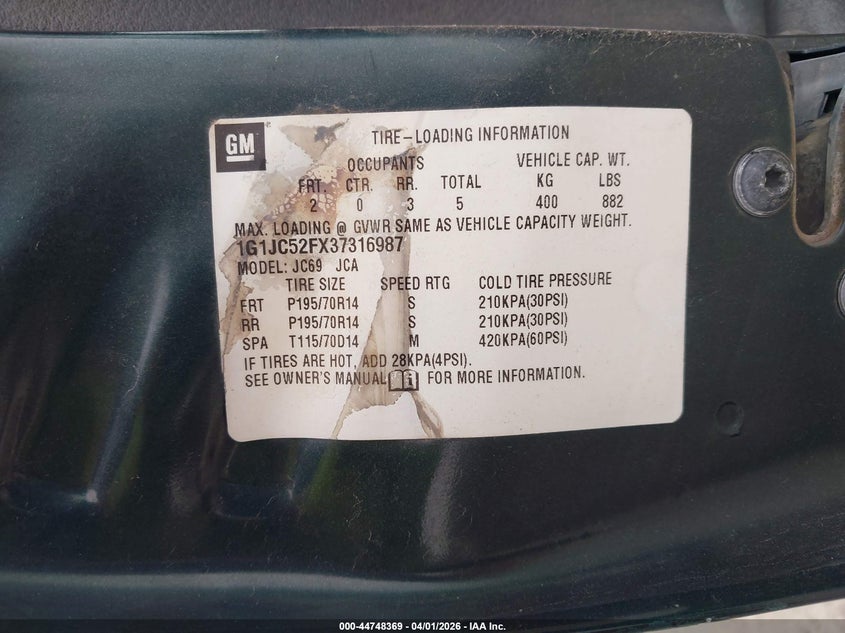 GM
TIRE-LOADING INFORMATION
OCCUPANTS VEHICLE CAP. WT.
FRT. CTR. RR. TOTAL KG LBS
2 0 3 5 400 882
MAX. LOADING @ GVWR SAME AS VEHICLE CAPACITY WEIGHT.
1G1JC52FX37316987
MODEL: JC69 JCA
TIRE SIZE SPEED RTG COLD TIRE PRESSURE
FRT P195/70R14 S 210KPA(30PSI)
RR P195/70R14 S 210KPA(30PSI)
SPA T115/70D14 M 420KPA(60PSI)
IF TIRES ARE HOT, ADD 28KPA(4PSI).
SEE OWNER'S MANUAL FOR MORE INFORMATION.
000-44748369 | 04/01/2026 | IAA Inc.